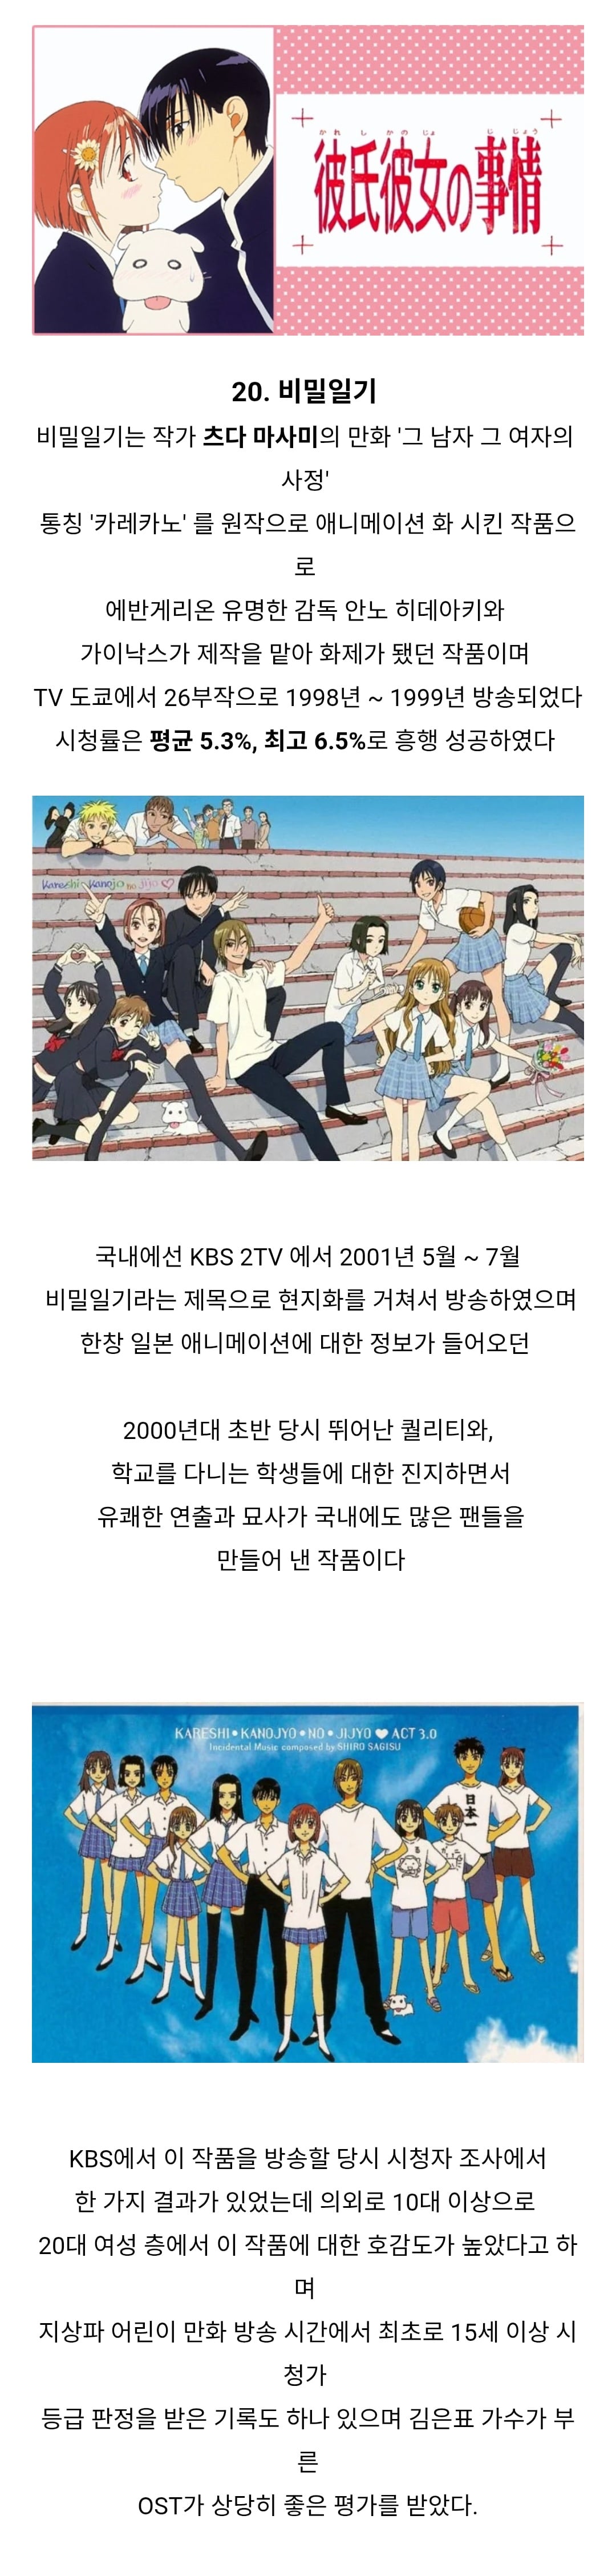 かれ し かの じょ じ じょう
彼氏彼女の事情
20. 비밀일기
비밀일기는 작가 츠다 마사미의 만화 '그 남자 그 여자의
사정'
통칭 '카레카노' 를 원작으로 애니메이션 화 시킨 작품으
로
에반게리온 유명한 감독 안노 히데아키와
가이낙스가 제작을 맡아 화제가 됐던 작품이며
TV 도쿄에서 26부작으로 1998년 ~ 1999년 방송되었다
시청률은 평균 5.3%, 최고 6.5%로 흥행 성공하였다
Kareshi Kanojo no jijo ♡
국내에선 KBS 2TV 에서 2001년 5월 ~ 7월
비밀일기라는 제목으로 현지화를 거쳐서 방송하였으며
한창 일본 애니메이션에 대한 정보가 들어오던
2000년대 초반 당시 뛰어난 퀄리티와,
학교를 다니는 학생들에 대한 진지하면서
유쾌한 연출과 묘사가 국내에도 많은 팬들을
만들어 낸 작품이다
KARESHI•KANOJYO•NO•JIJYO ♥ ACT 3.0
Incidental Music composed by SHIRO SAGISU
日本一
KBS에서 이 작품을 방송할 당시 시청자 조사에서
한 가지 결과가 있었는데 의외로 10대 이상으로
20대 여성 층에서 이 작품에 대한 호감도가 높았다고 하
며
지상파 어린이 만화 방송 시간에서 최초로 15세 이상 시
청가
등급 판정을 받은 기록도 하나 있으며 김은표 가수가 부
른
OST가 상당히 좋은 평가를 받았다.